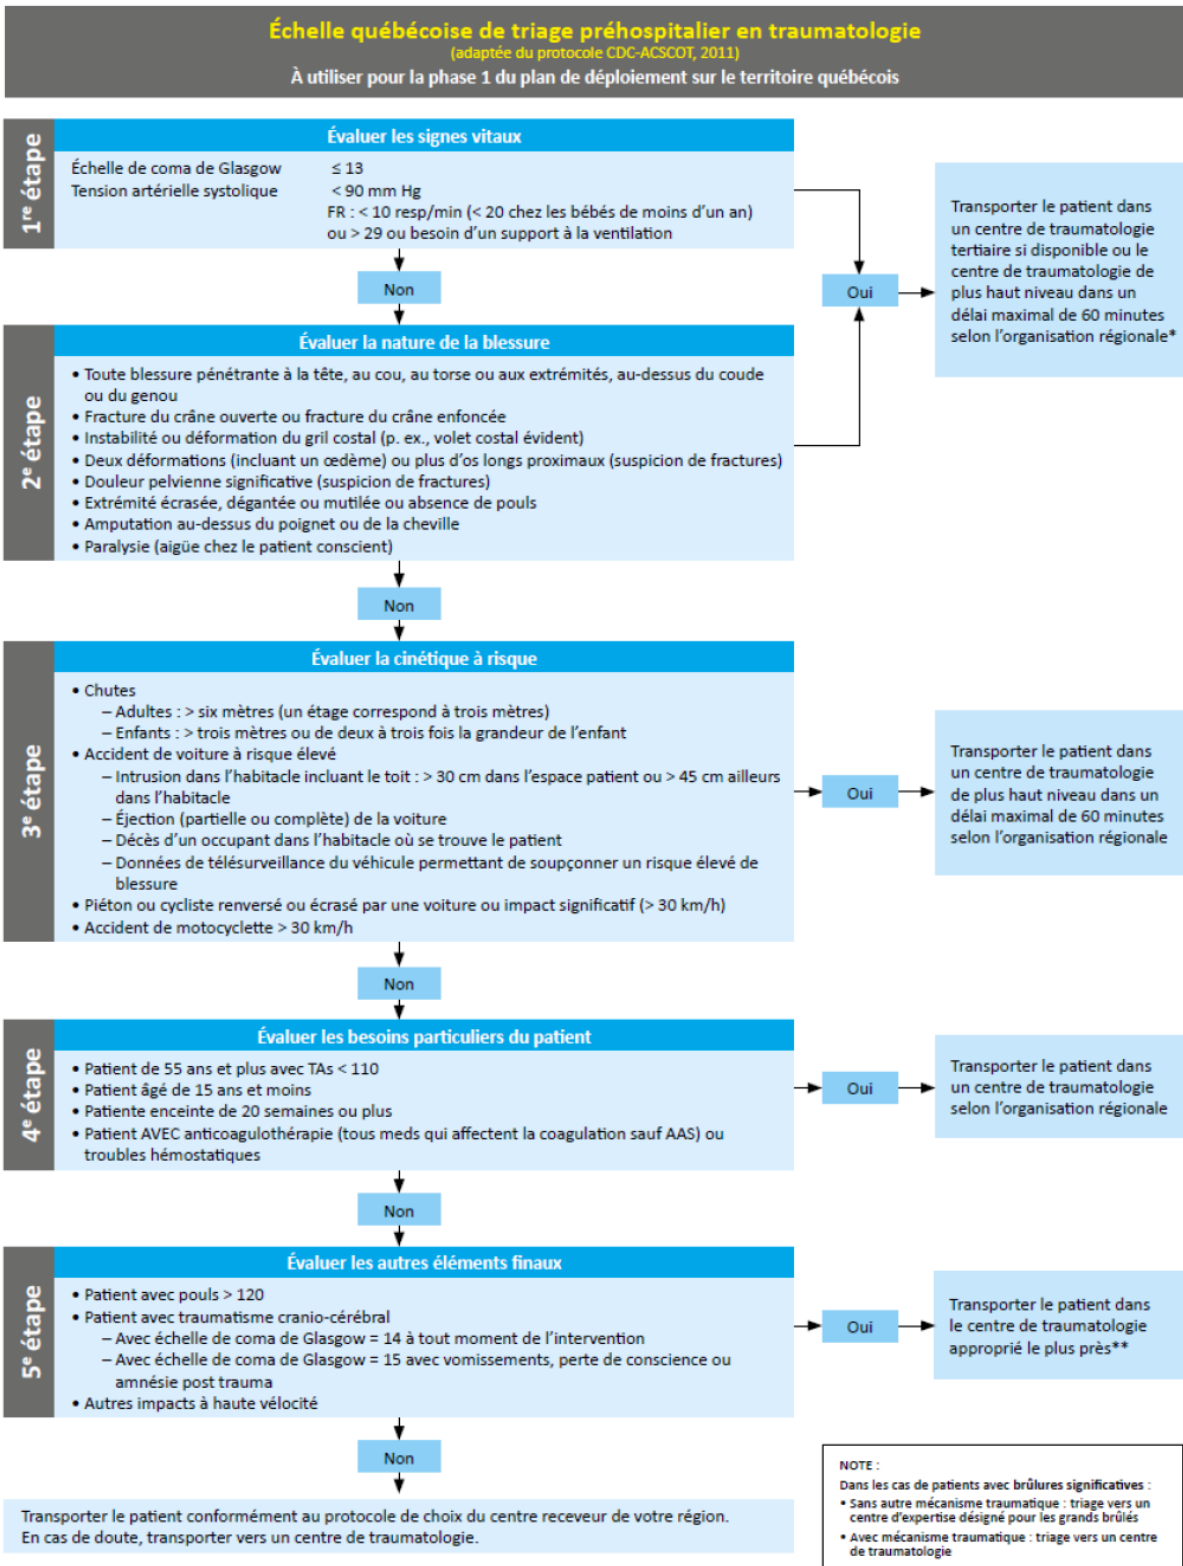 Échelle québécoise de triage préhospitalier en traumatologie
(adaptée du protocole CDC-ACSCOT, 2011)
À utiliser pour la phase 1 du plan de déploiement sur le territoire québécois
1re étape
Évaluer les signes vitaux
Échelle de coma de Glasgow ≤ 13
Tension artérielle systolique < 90 mm Hg
FR : < 10 resp/min (< 20 chez les bébés de moins d'un an)
ou > 29 ou besoin d'un support à la ventilation
Non
Oui
Transporter le patient dans
un centre de traumatologie
tertiaire si disponible ou le
centre de traumatologie de
plus haut niveau dans un
délai maximal de 60 minutes
selon l'organisation régionale*
2e étape
Évaluer la nature de la blessure
• Toute blessure pénétrante à la tête, au cou, au torse ou aux extrémités, au-dessus du coude
ou du genou
• Fracture du crâne ouverte ou fracture du crâne enfoncée
• Instabilité ou déformation du gril costal (p. ex., volet costal évident)
• Deux déformations (incluant un œdème) ou plus d'os longs proximaux (suspicion de fractures)
• Douleur pelvienne significative (suspicion de fractures)
• Extrémité écrasée, dégantée ou mutilée ou absence de pouls
• Amputation au-dessus du poignet ou de la cheville
• Paralysie (aigüe chez le patient conscient)
Non
3e étape
Évaluer la cinétique à risque
• Chutes
– Adultes : > six mètres (un étage correspond à trois mètres)
– Enfants : > trois mètres ou de deux à trois fois la grandeur de l'enfant
• Accident de voiture à risque élevé
– Intrusion dans l'habitacle incluant le toit : > 30 cm dans l'espace patient ou > 45 cm ailleurs
dans l'habitacle
– Éjection (partielle ou complète) de la voiture
– Décès d'un occupant dans l'habitacle où se trouve le patient
– Données de télésurveillance du véhicule permettant de soupçonner un risque élevé de
blessure
• Piéton ou cycliste renversé ou écrasé par une voiture ou impact significatif (> 30 km/h)
• Accident de motocyclette > 30 km/h
Oui
Transporter le patient dans
un centre de traumatologie
de plus haut niveau dans un
délai maximal de 60 minutes
selon l'organisation régionale
Non
4e étape
Évaluer les besoins particuliers du patient
• Patient de 55 ans et plus avec TAs < 110
• Patient âgé de 15 ans et moins
• Patiente enceinte de 20 semaines ou plus
• Patient AVEC anticoagulothérapie (tous meds qui affectent la coagulation sauf AAS) ou
troubles hémostatiques
Oui
Transporter le patient dans
un centre de traumatologie
selon l'organisation régionale
Non
5e étape
Évaluer les autres éléments finaux
• Patient avec pouls > 120
• Patient avec traumatisme cranio-cérébral
– Avec échelle de coma de Glasgow = 14 à tout moment de l'intervention
– Avec échelle de coma de Glasgow = 15 avec vomissements, perte de conscience ou
amnésie post trauma
• Autres impacts à haute vélocité
Oui
Transporter le patient dans
le centre de traumatologie
approprié le plus près**
Non
Transporter le patient conformément au protocole de choix du centre receveur de votre région.
En cas de doute, transporter vers un centre de traumatologie.
NOTE :
Dans les cas de patients avec brûlures significatives :
• Sans autre mécanisme traumatique : triage vers un
centre d'expertise désigné pour les grands brûlés
• Avec mécanisme traumatique : triage vers un centre
de traumatologie